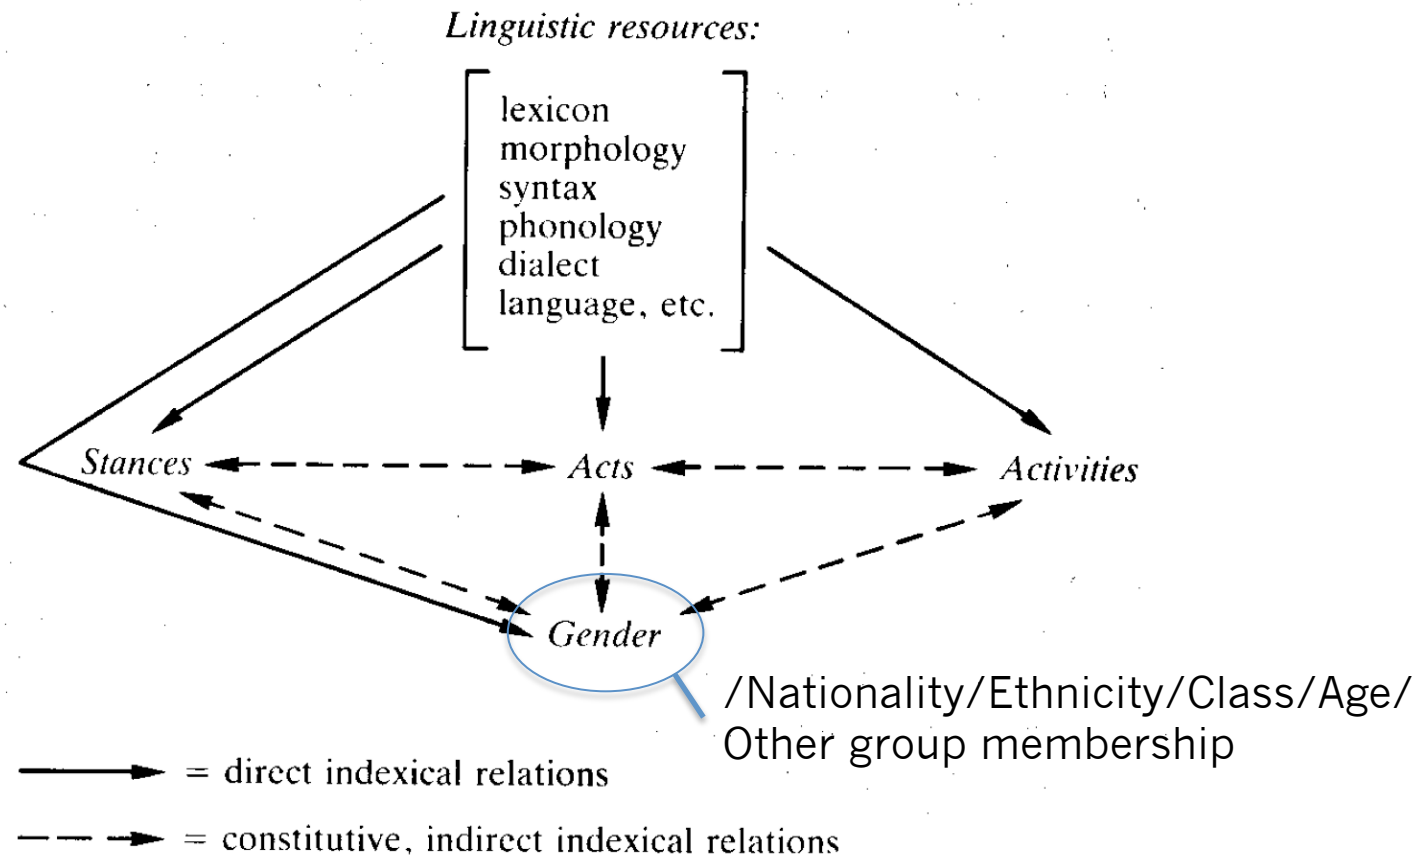 Linguistic resources:
lexicon
morphology
syntax
phonology
dialect
language, etc.
Stances
Acts
Activities
Gender
/Nationality/Ethnicity/Class/Age/
Other group membership
= direct indexical relations
= constitutive, indirect indexical relations